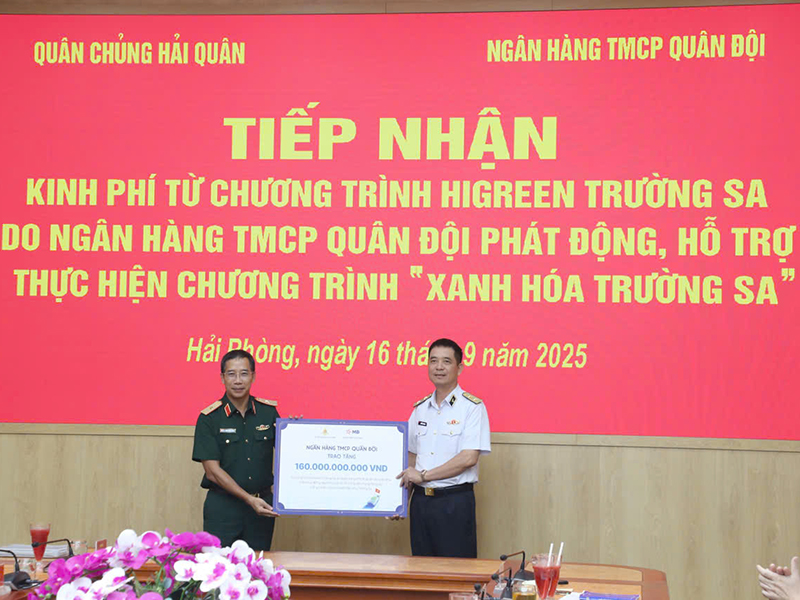 QUÂN CHỦNG HẢI QUÂN
NGÂN HÀNG TMCP QUÂN ĐỘI
TIẾP NHẬN
KINH PHÍ TỪ CHƯƠNG TRÌNH HIGREEN TRƯỜNG SA
DO NGÂN HÀNG TMCP QUÂN ĐỘI PHÁT ĐỘNG, HỖ TRỢ
THỰC HIỆN CHƯƠNG TRÌNH "XANH HÓA TRƯỜNG SA"
Hải Phòng, ngày 16 thá 9 năm 2025
MB
NGÂN HÀNG TMCP QUÂN ĐỘI
TRAO TẶNG
160.000.000.000 VND